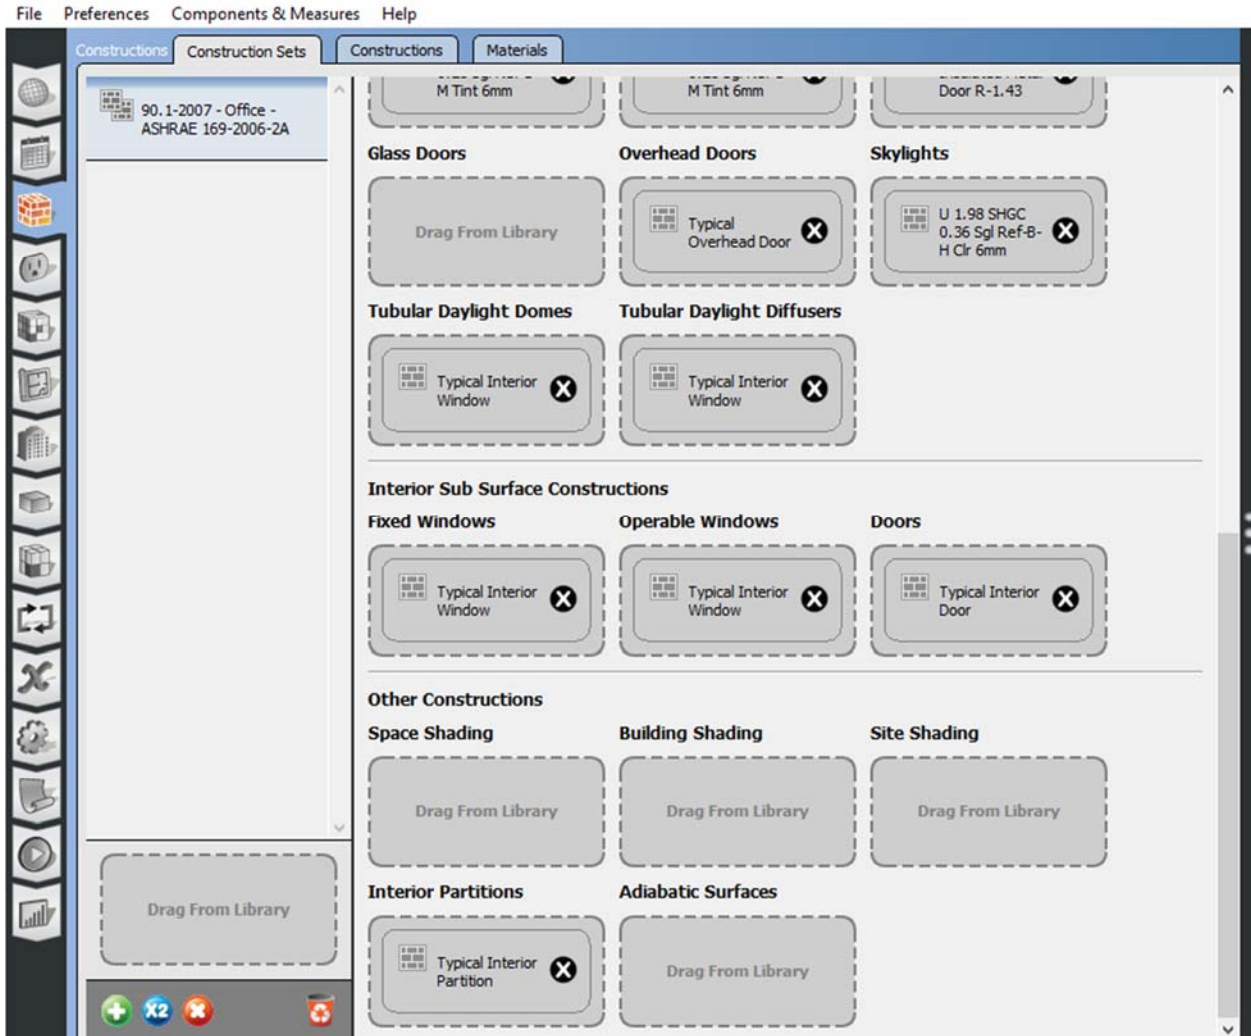 File Preferences Components & Measures Help
Constructions Construction Sets Constructions Materials
90.1-2007 - Office -
ASHRAE 169-2006-2A
M Tint 6mm
M Tint 6mm
Door R-1.43
Glass Doors Overhead Doors Skylights
Drag From Library
Typical
Overhead Door
U 1.98 SHGC
0.36 Sgl Ref-B-
H Clr 6mm
Tubular Daylight Domes Tubular Daylight Diffusers
Typical Interior
Window
Typical Interior
Window
Interior Sub Surface Constructions
Fixed Windows Operable Windows Doors
Typical Interior
Window
Typical Interior
Window
Typical Interior
Door
Other Constructions
Space Shading Building Shading Site Shading
Drag From Library Drag From Library Drag From Library
Interior Partitions Adiabatic Surfaces
Typical Interior
Partition
Drag From Library
Drag From Library
X2